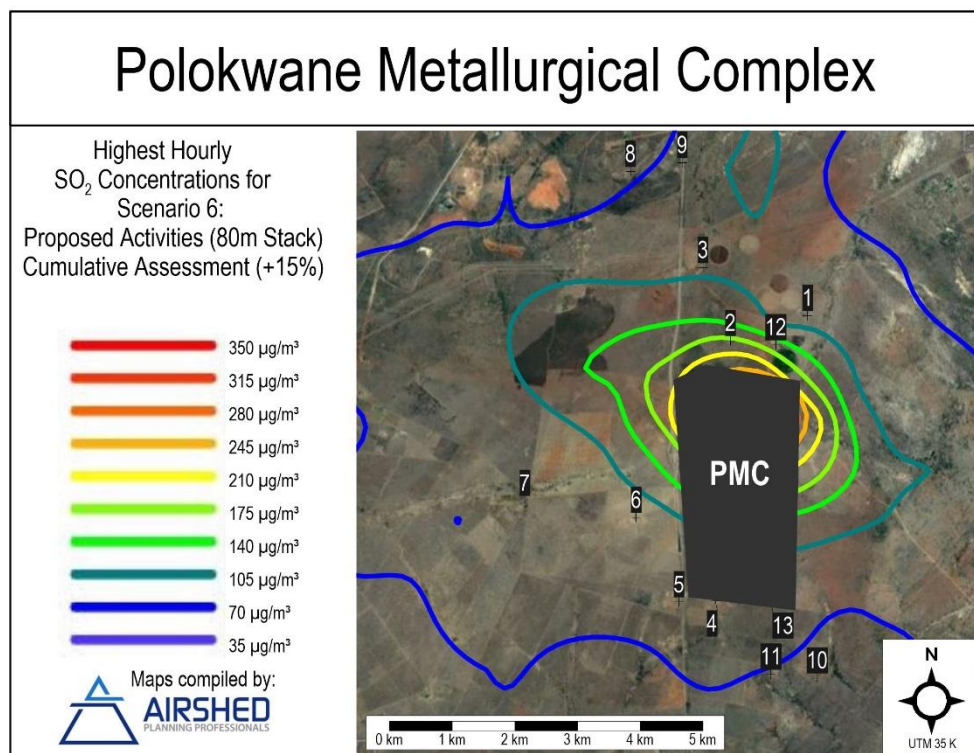 Polokwane Metallurgical Complex
Highest Hourly
SO₂ Concentrations for
Scenario 6:
Proposed Activities (80m Stack)
Cumulative Assessment (+15%)
350 µg/m³
315 µg/m³
280 µg/m³
245 µg/m³
210 µg/m³
175 µg/m³
140 µg/m³
105 µg/m³
70 µg/m³
35 µg/m³
Maps compiled by:
AIRSHED
PLANNING PROFESSIONALS
8
9
3
1
2
12
PMC
7
6
5
4
13
11
10
0 km
1 km
2 km
3 km
4 km
5 km
N
UTM 35 K